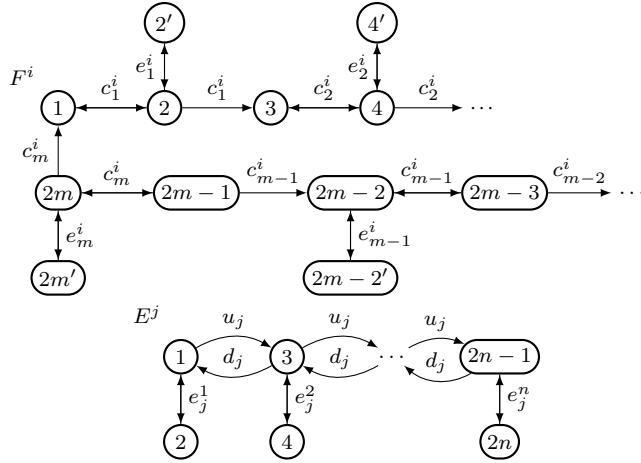 2′ 4′
F^i e_1^i e_2^i
c_1^i c_1^i c_2^i c_2^i
1 2 3 4 ⋯
c_m^i c_m^i c_{m−1}^i c_{m−1}^i c_{m−2}^i
2m 2m − 1 2m − 2 2m − 3 ⋯
e_m^i e_{m−1}^i
2m′ 2m − 2′
E^j u_j u_j u_j
1 d_j 3 d_j ⋯ d_j 2n − 1
e_j^1 e_j^2 e_j^n
2 4 2n